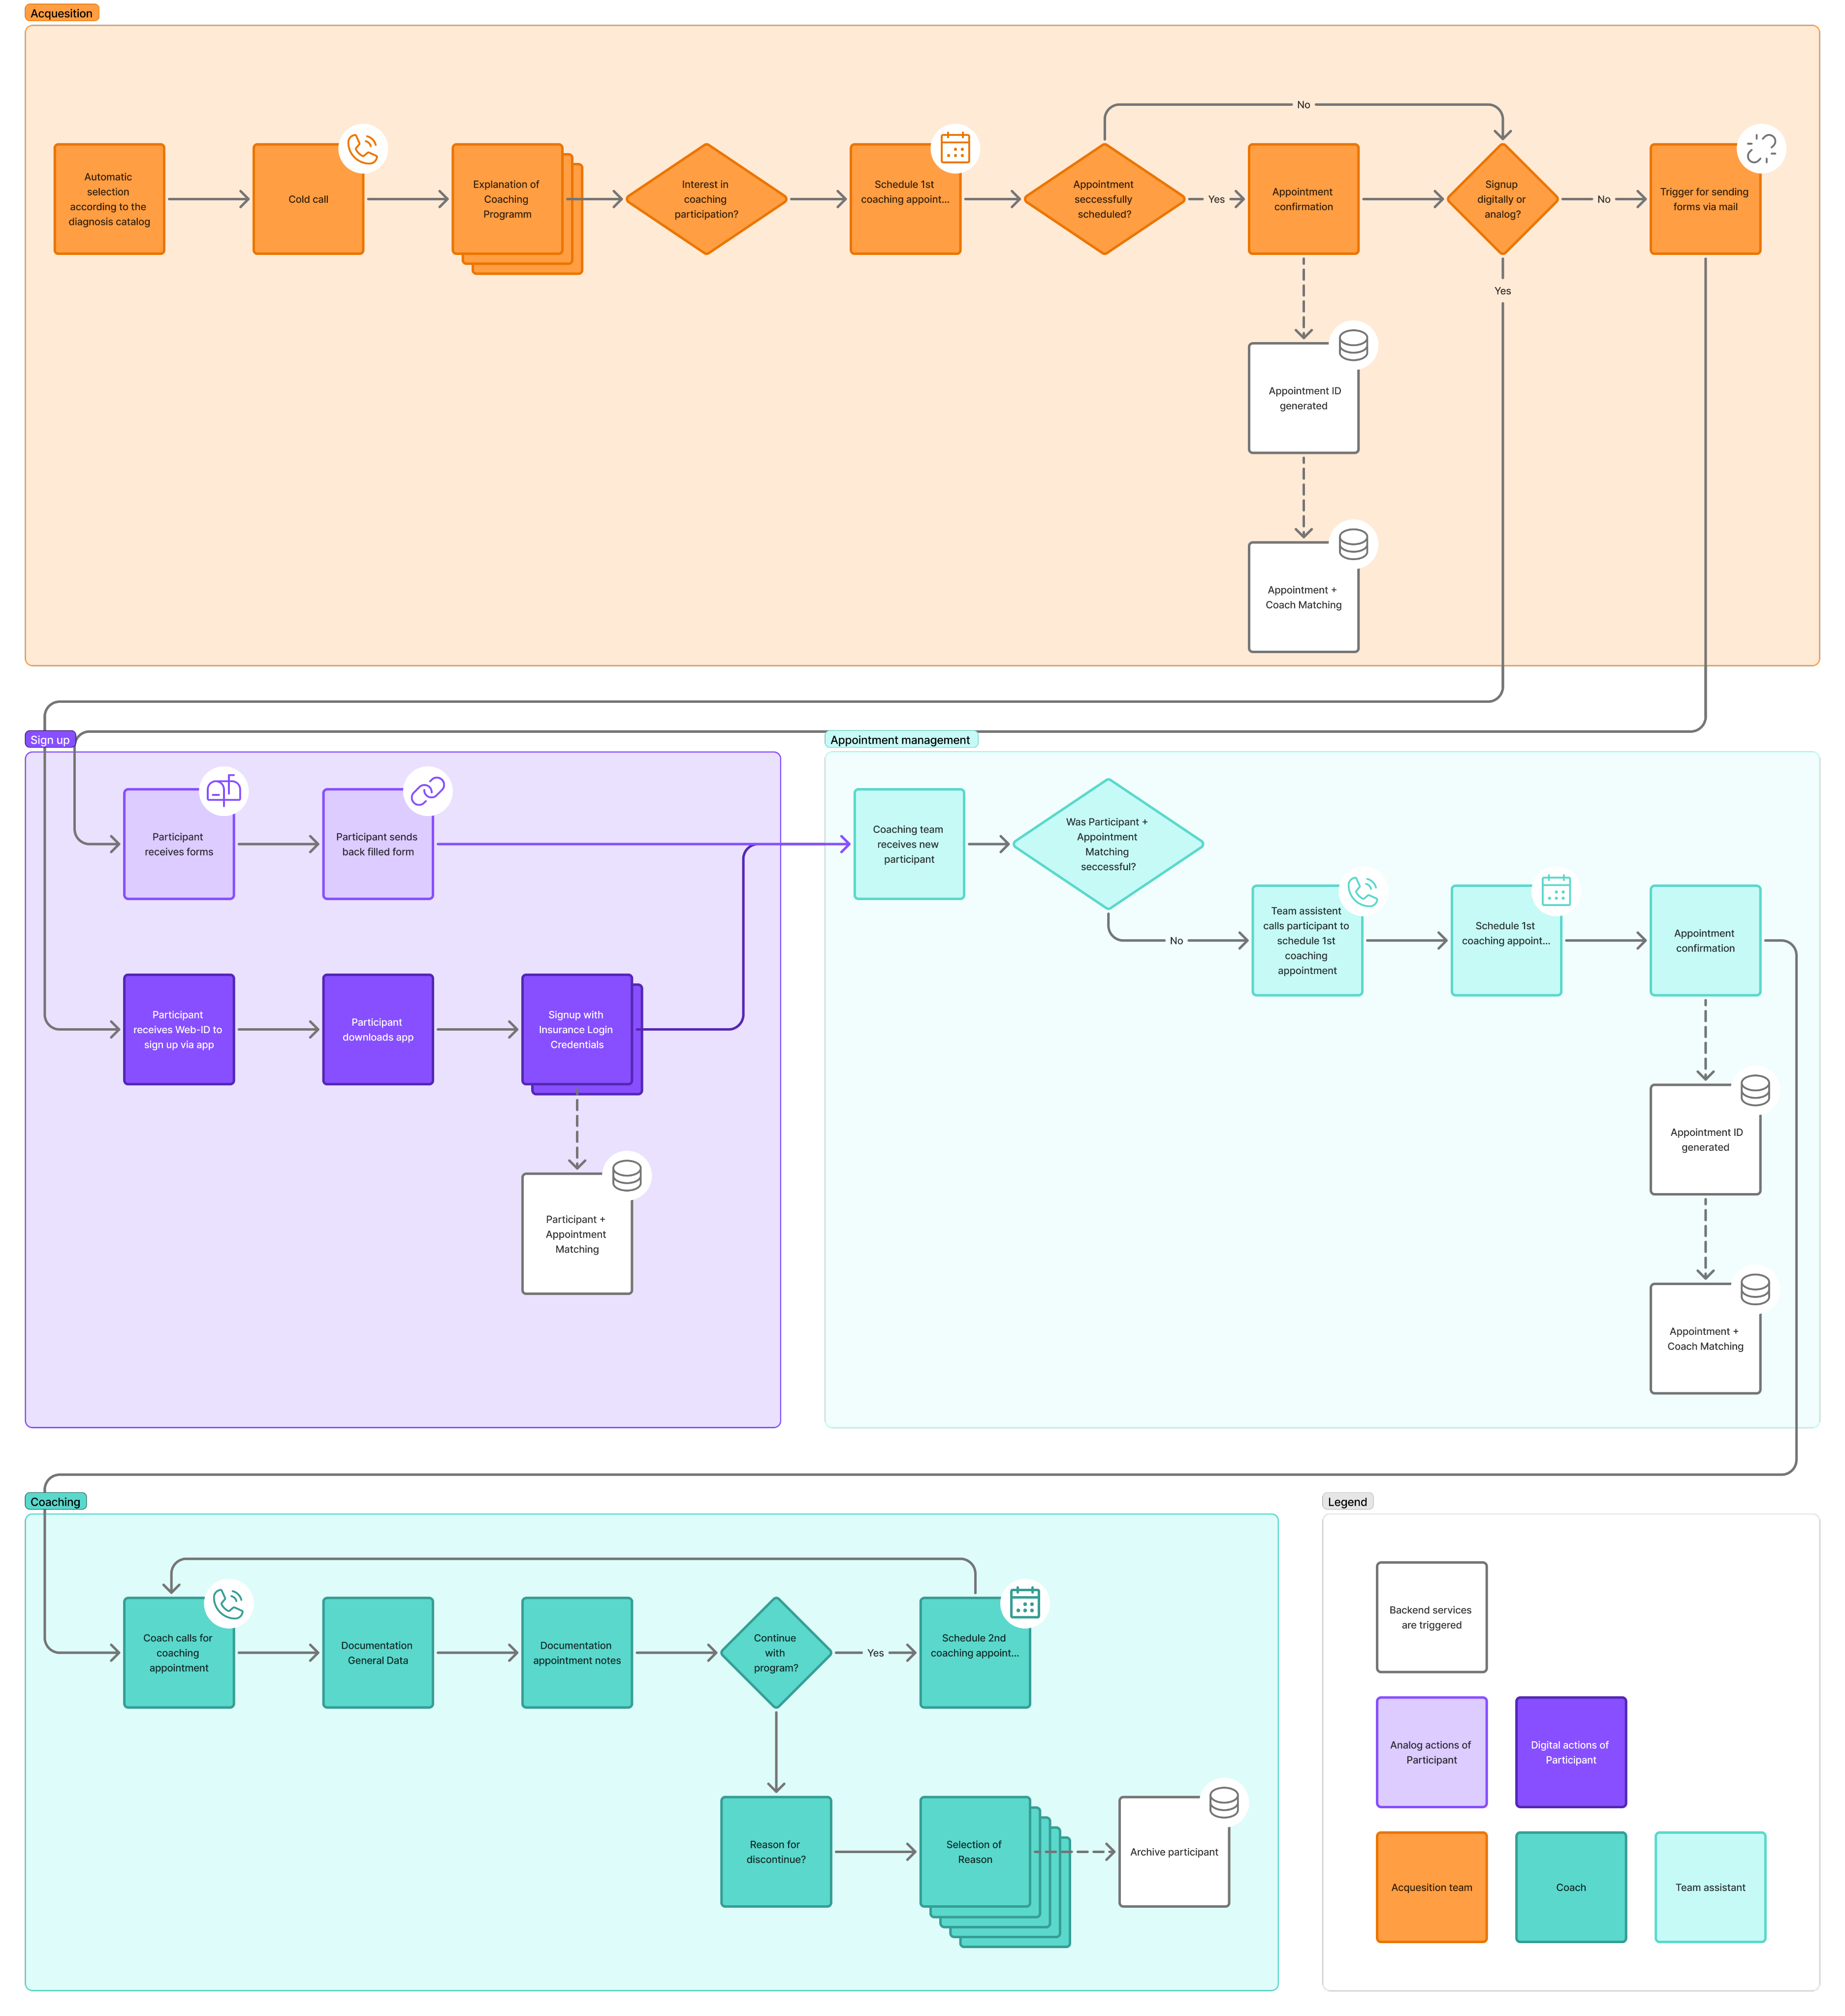 Acquesition
No
Automatic
selection
according to the
diagnosis catalog
Cold call
Explanation of
Coaching
Programm
Interest in
coaching
participation?
Schedule 1st
coaching appoint...
Appointment
seccessfully
scheduled?
Yes
Appointment
confirmation
Signup
digitally or
analog?
No
Trigger for sending
forms via mail
Yes
Appointment ID
generated
Appointment +
Coach Matching
Sign up
Participant
receives forms
Participant sends
back filled form
Participant
receives Web-ID to
sign up via app
Participant
downloads app
Signup with
Insurance Login
Credentials
Participant +
Appointment
Matching
Appointment management
Coaching team
receives new
participant
Was Participant +
Appointment
Matching
seccessful?
No
Team assistent
calls participant to
schedule 1st
coaching
appointment
Schedule 1st
coaching appoint...
Appointment
confirmation
Appointment ID
generated
Appointment +
Coach Matching
Coaching
Coach calls for
coaching
appointment
Documentation
General Data
Documentation
appointment notes
Continue
with
program?
Yes
Schedule 2nd
coaching appoint...
Reason for
discontinue?
Selection of
Reason
Archive participant
Legend
Backend services
are triggered
Analog actions of
Participant
Digital actions of
Participant
Acquesition team
Coach
Team assistant